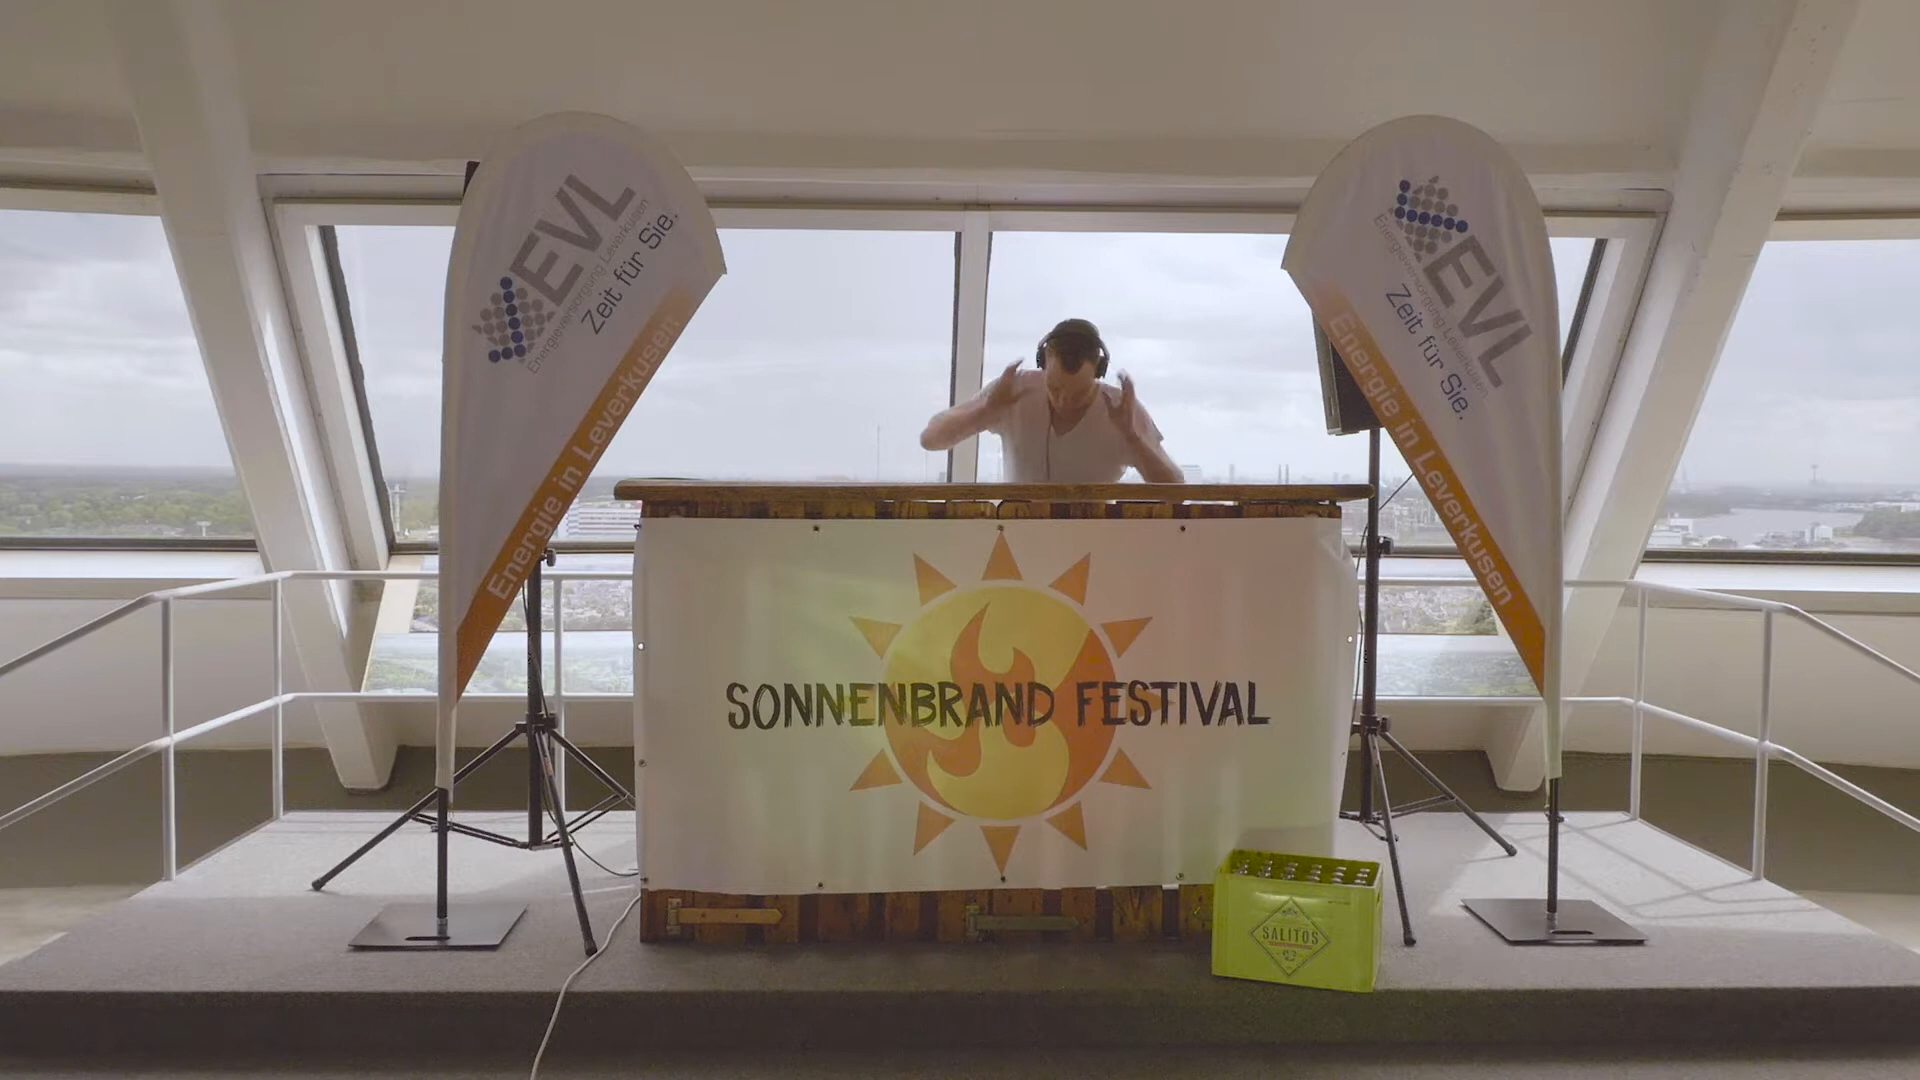 EVL
Energieversorgung Leverkusen
Zeit für Sie.
Energie in Leverkusen
EVL
Energieversorgung Leverkusen
Zeit für Sie.
Energie in Leverkusen
SONNENBRAND FESTIVAL
SALITOS